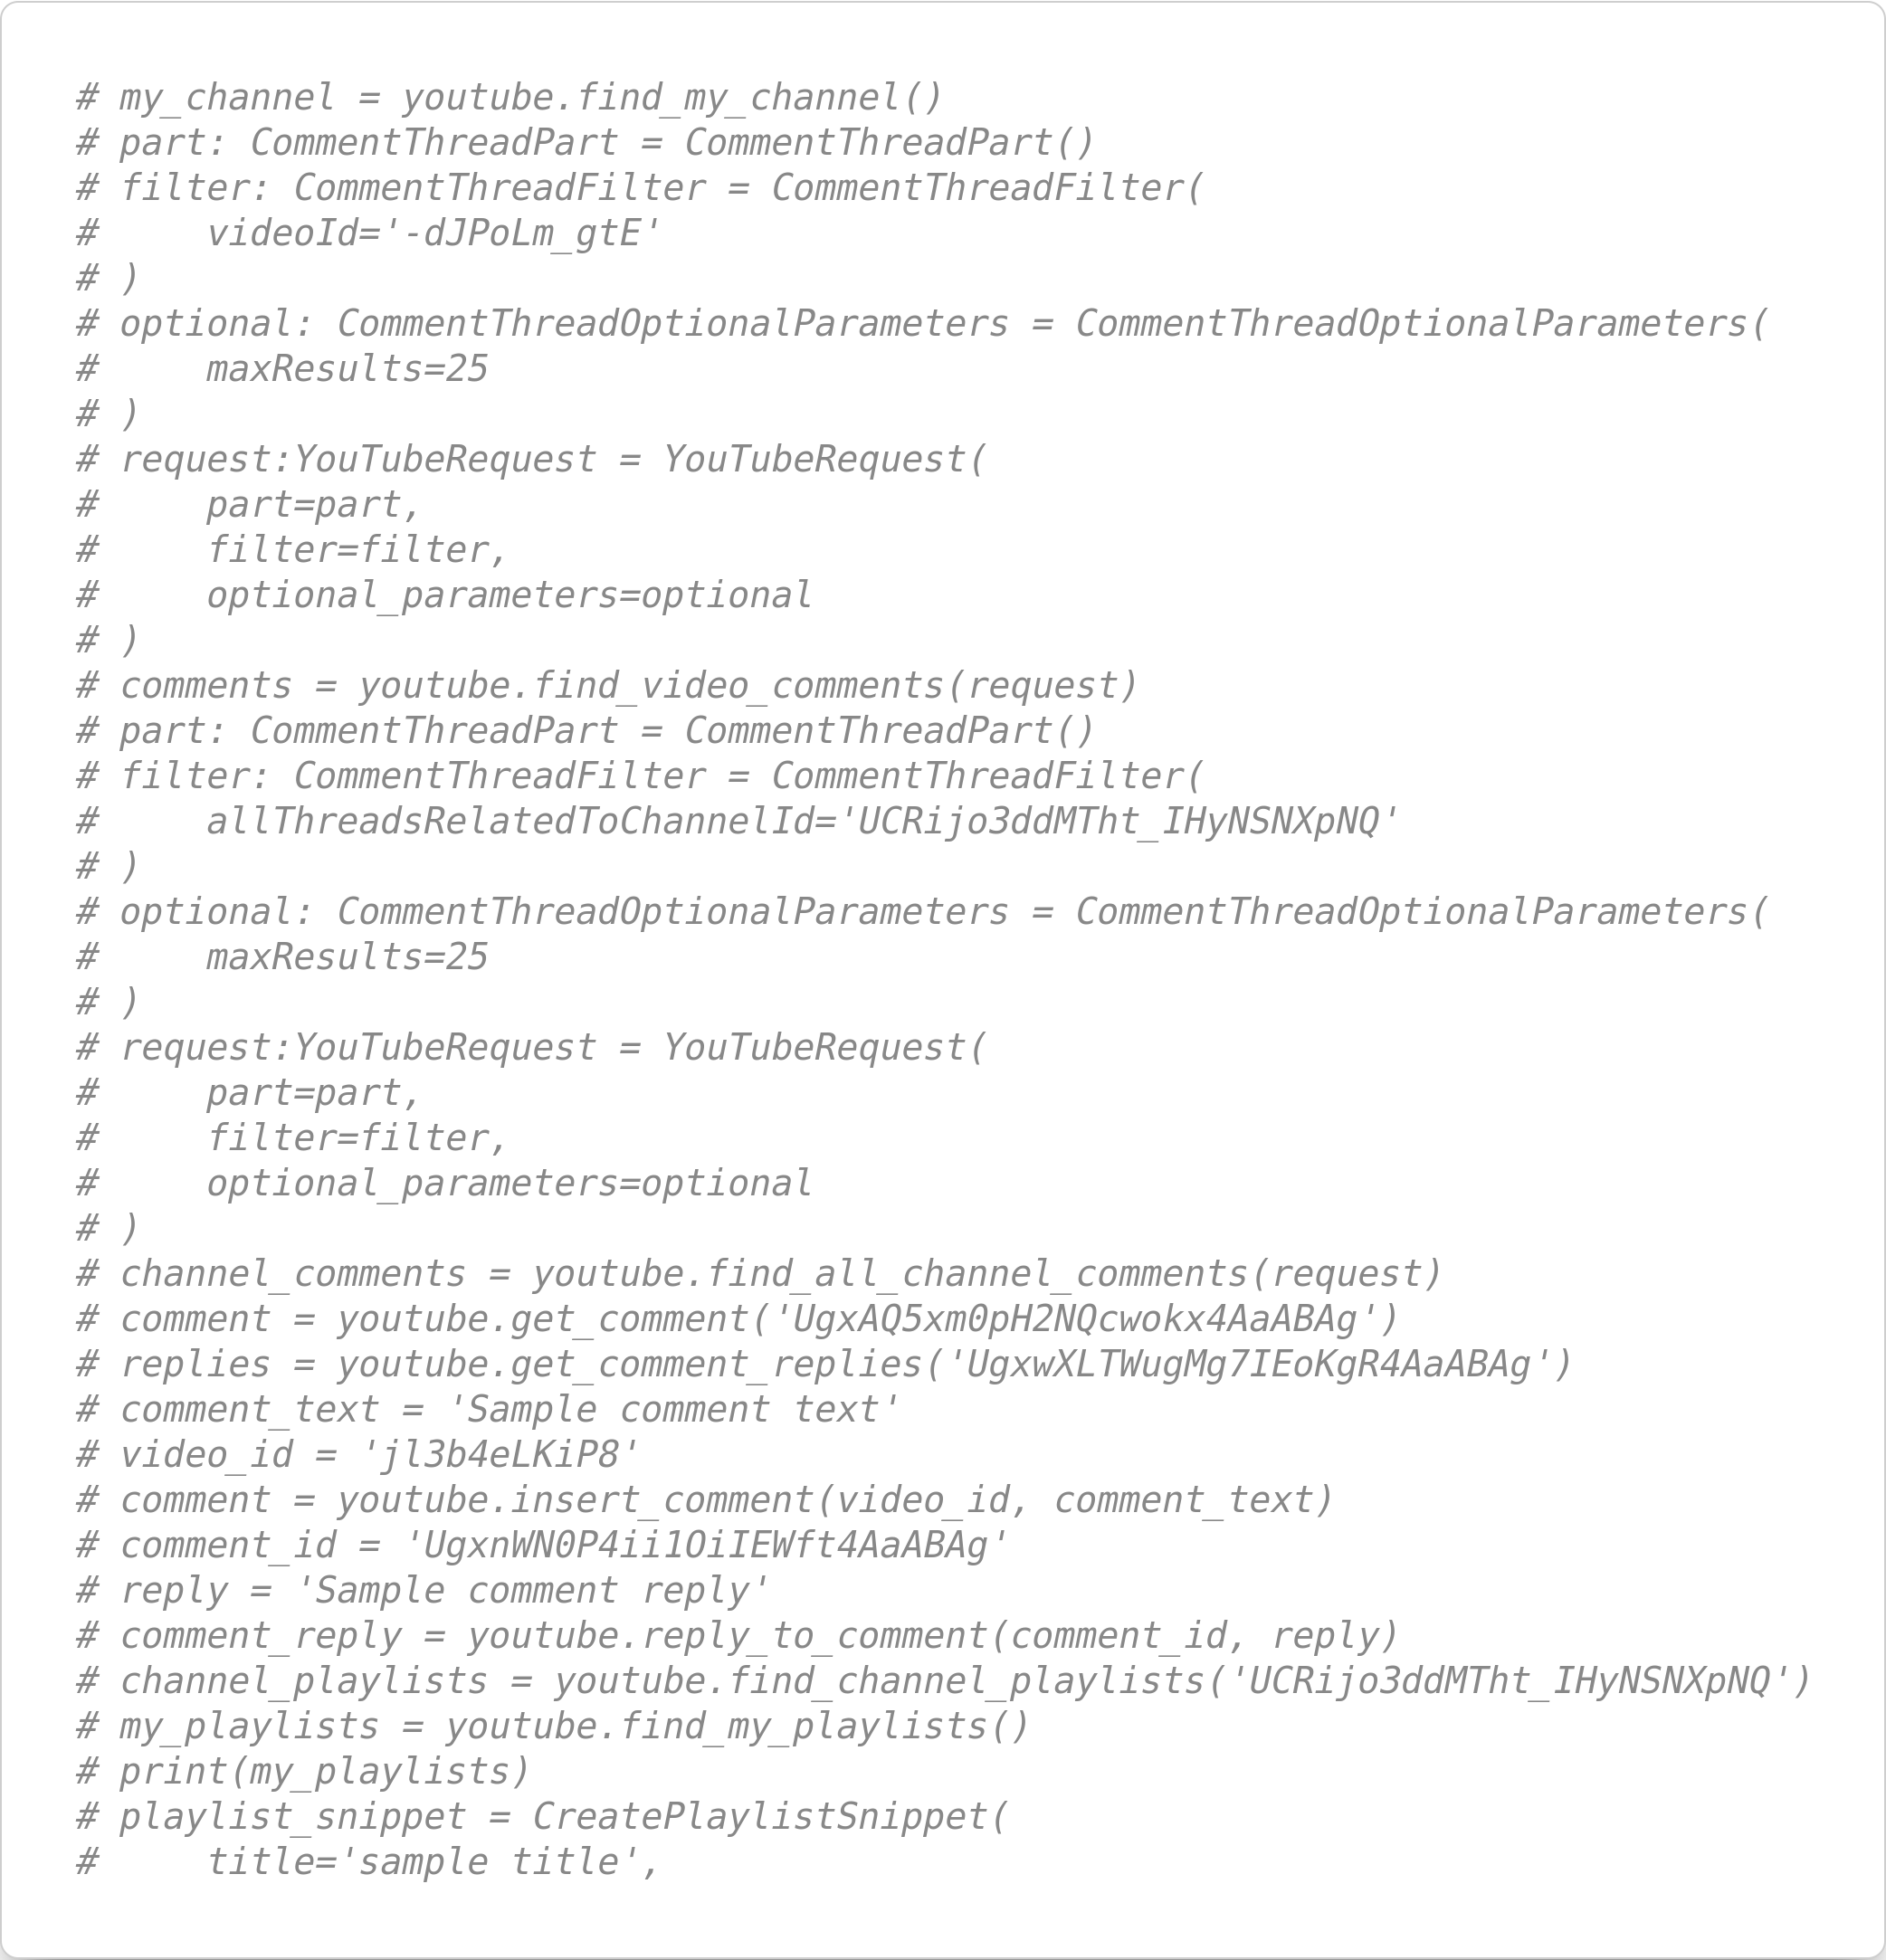 # my_channel = youtube.find_my_channel()
# part: CommentThreadPart = CommentThreadPart()
# filter: CommentThreadFilter = CommentThreadFilter(
#     videoId='-dJPoLm_gtE'
# )
# optional: CommentThreadOptionalParameters = CommentThreadOptionalParameters(
#     maxResults=25
# )
# request:YouTubeRequest = YouTubeRequest(
#     part=part,
#     filter=filter,
#     optional_parameters=optional
# )
# comments = youtube.find_video_comments(request)
# part: CommentThreadPart = CommentThreadPart()
# filter: CommentThreadFilter = CommentThreadFilter(
#     allThreadsRelatedToChannelId='UCRijo3ddMTht_IHyNSNXpNQ'
# )
# optional: CommentThreadOptionalParameters = CommentThreadOptionalParameters(
#     maxResults=25
# )
# request:YouTubeRequest = YouTubeRequest(
#     part=part,
#     filter=filter,
#     optional_parameters=optional
# )
# channel_comments = youtube.find_all_channel_comments(request)
# comment = youtube.get_comment('UgxAQ5xm0pH2NQcwokx4AaABAg')
# replies = youtube.get_comment_replies('UgxwXLTWugMg7IEoKgR4AaABAg')
# comment_text = 'Sample comment text'
# video_id = 'jl3b4eLKiP8'
# comment = youtube.insert_comment(video_id, comment_text)
# comment_id = 'UgxnWN0P4ii1OiIEWft4AaABAg'
# reply = 'Sample comment reply'
# comment_reply = youtube.reply_to_comment(comment_id, reply)
# channel_playlists = youtube.find_channel_playlists('UCRijo3ddMTht_IHyNSNXpNQ')
# my_playlists = youtube.find_my_playlists()
# print(my_playlists)
# playlist_snippet = CreatePlaylistSnippet(
#     title='sample title',